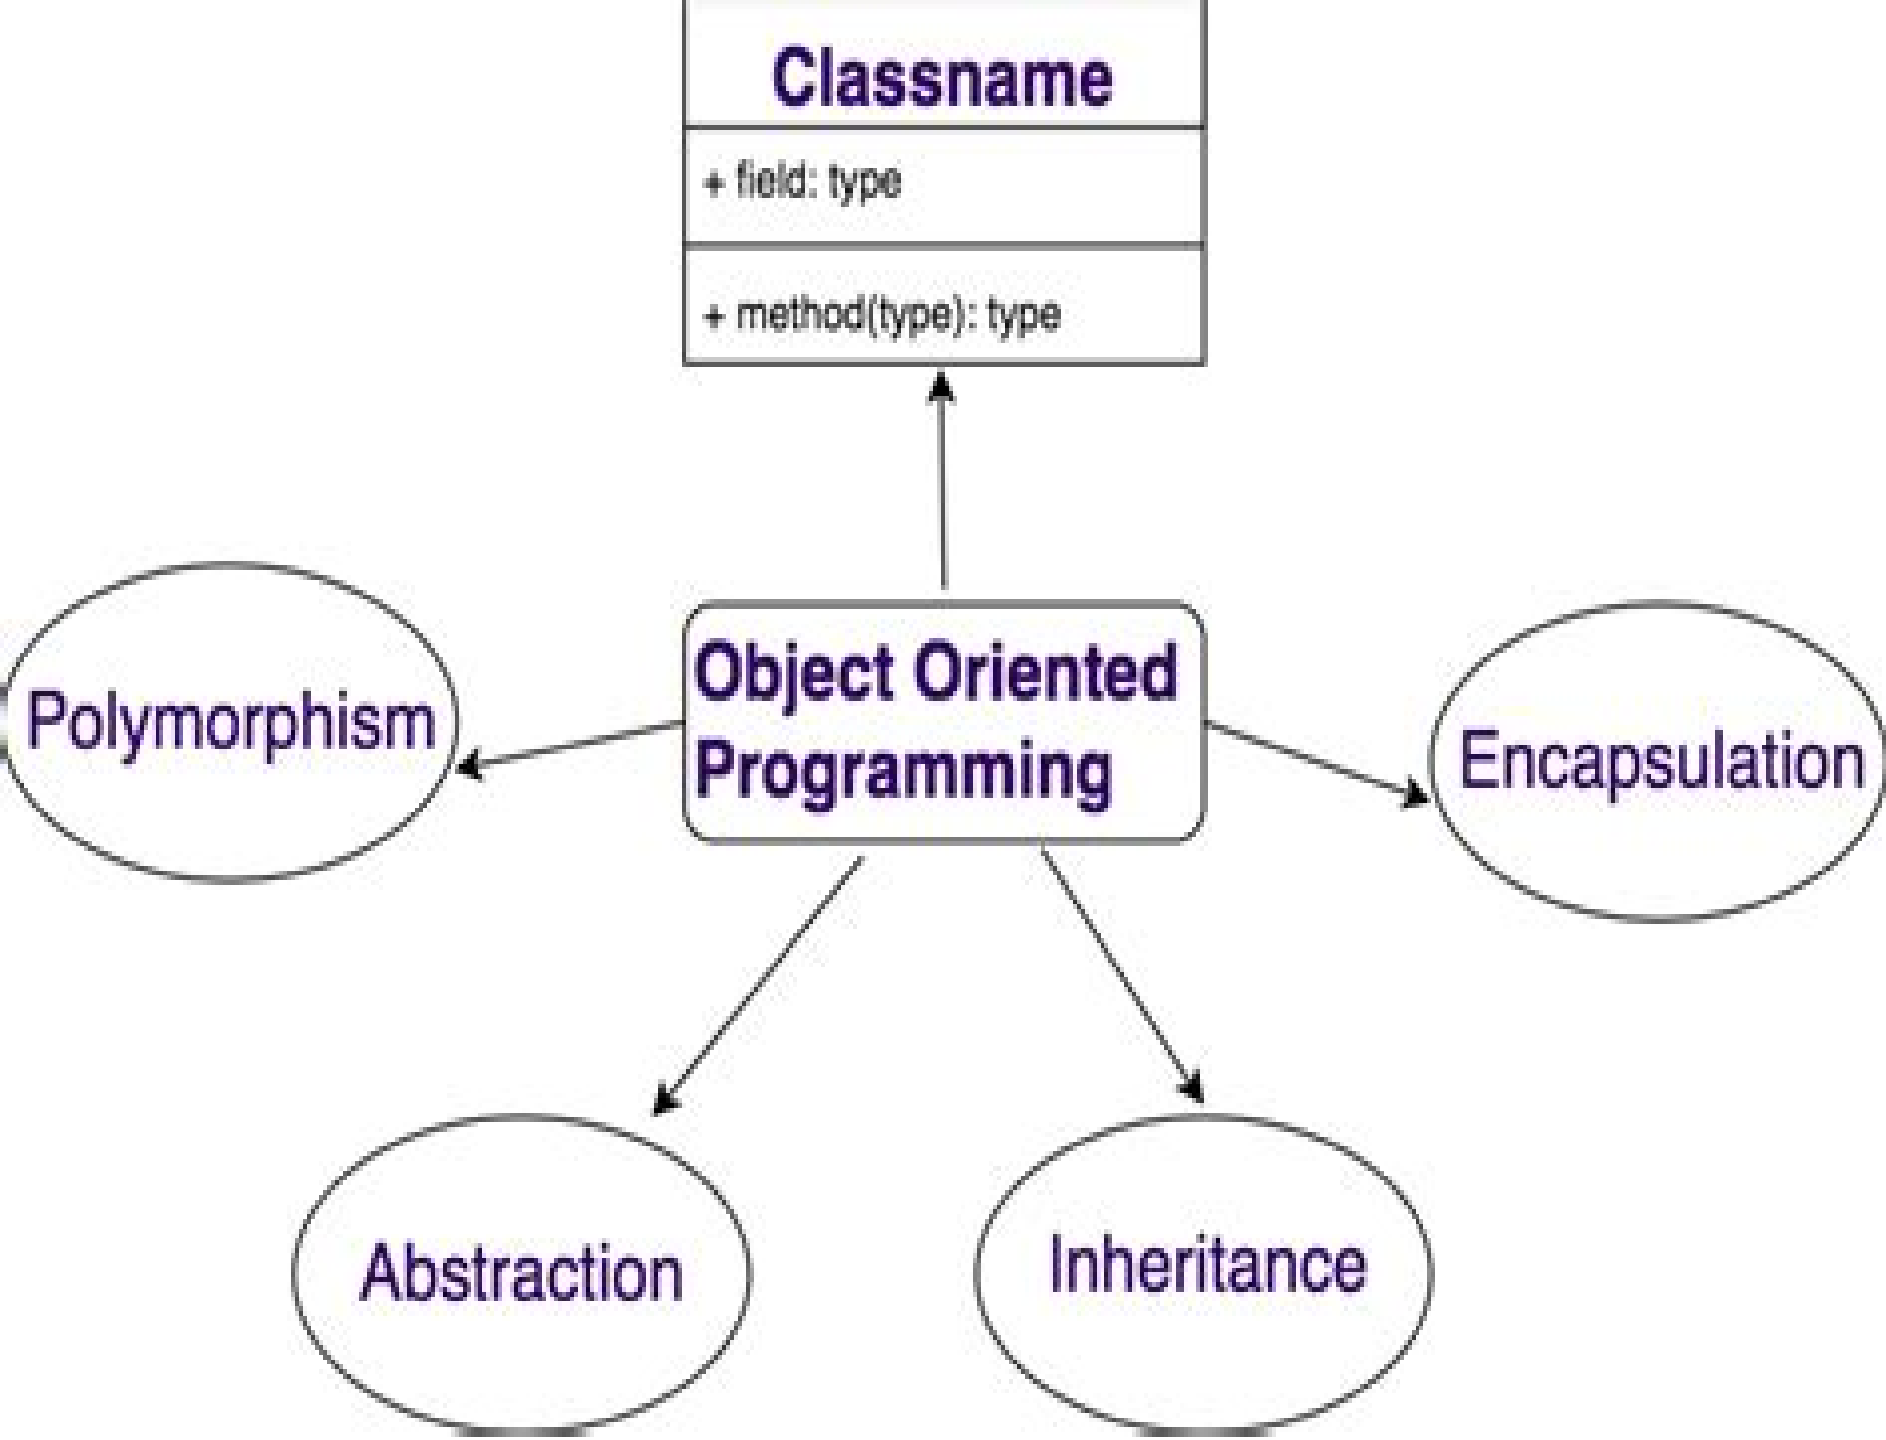 Classname
+ field: type
+ method(type): type
Object Oriented
Programming
Polymorphism
Encapsulation
Abstraction
Inheritance